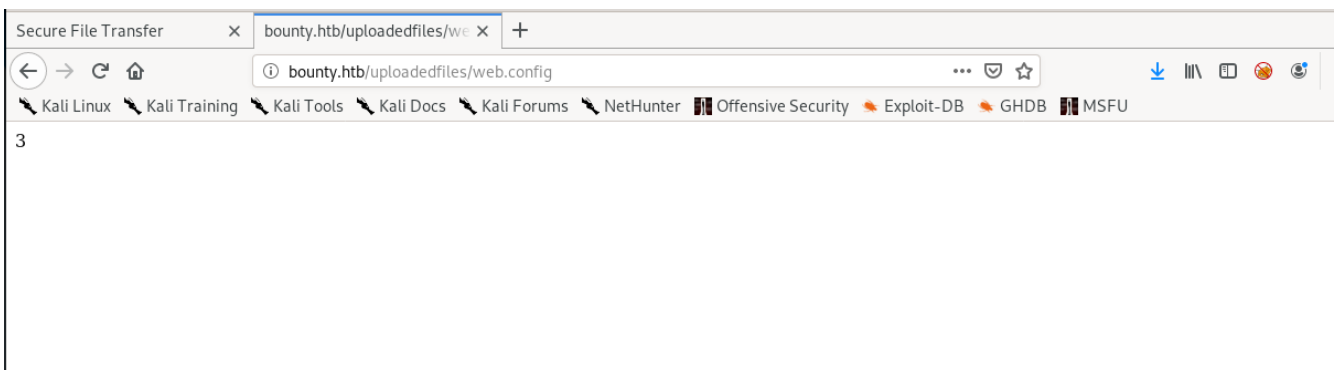 Secure File Transfer
bounty.htb/uploadedfiles/we
bounty.htb/uploadedfiles/web.config
Kali Linux Kali Training Kali Tools Kali Docs Kali Forums NetHunter Offensive Security Exploit-DB GHDB MSFU
3